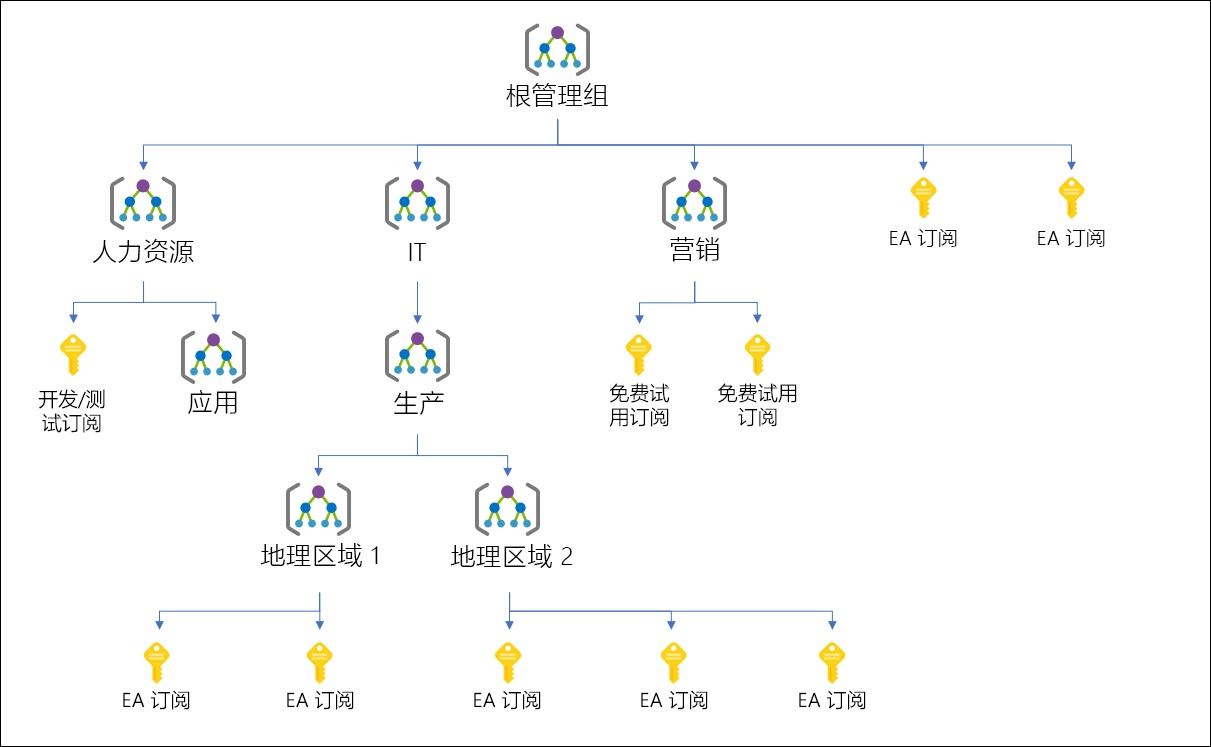 根管理组
人力资源
IT
营销
EA 订阅
EA 订阅
开发/测
试订阅
应用
生产
免费试
用订阅
免费试用
订阅
地理区域 1
地理区域 2
EA 订阅
EA 订阅
EA 订阅
EA 订阅
EA 订阅